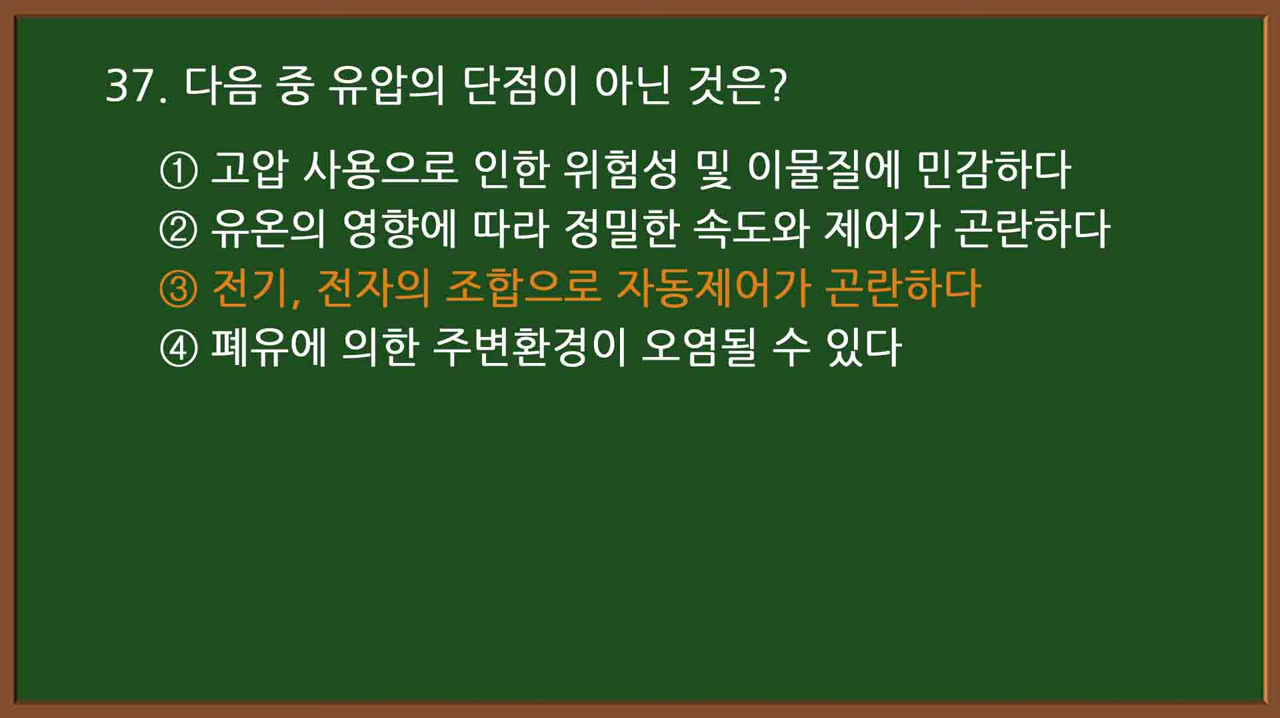 37. 다음 중 유압의 단점이 아닌 것은?
① 고압 사용으로 인한 위험성 및 이물질에 민감하다
② 유온의 영향에 따라 정밀한 속도와 제어가 곤란하다
③ 전기, 전자의 조합으로 자동제어가 곤란하다
④ 폐유에 의한 주변환경이 오염될 수 있다